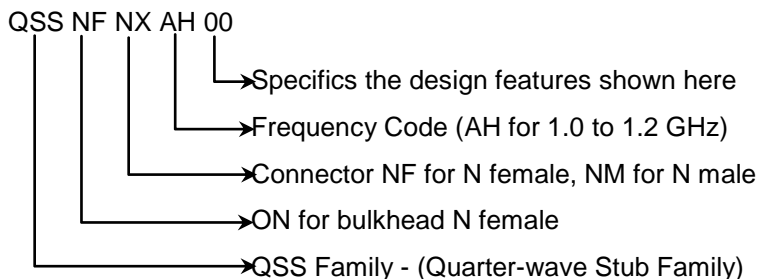 QSS NF NX AH 00
Specifics the design features shown here
Frequency Code (AH for 1.0 to 1.2 GHz)
Connector NF for N female, NM for N male
ON for bulkhead N female
QSS Family - (Quarter-wave Stub Family)